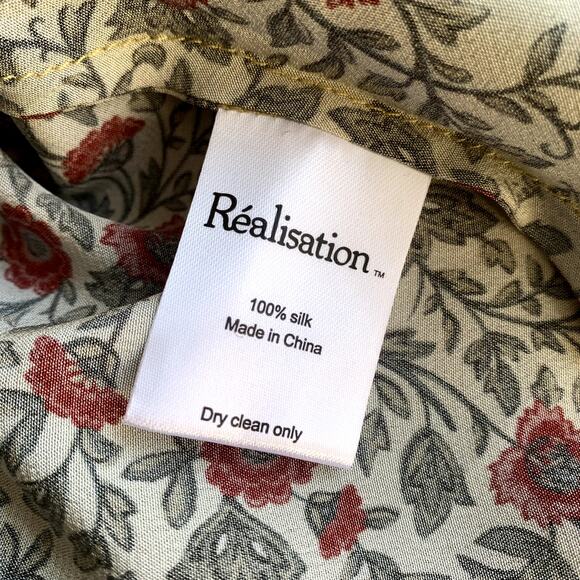 Réalisation™
100% silk
Made in China
Dry clean only